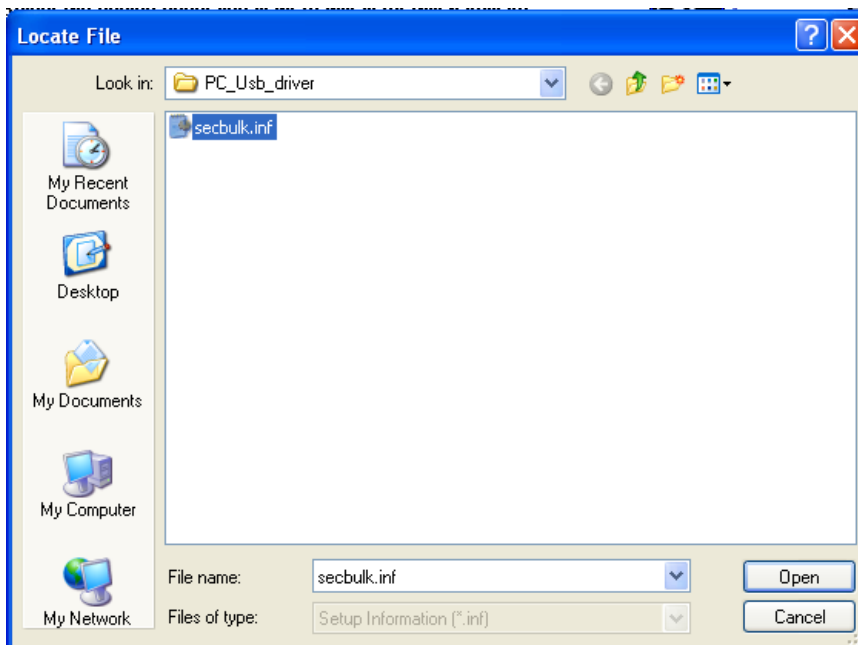 Locate File
Look in: PC_Usb_driver
secbulk.inf
My Recent
Documents
Desktop
My Documents
My Computer
My Network
File name: secbulk.inf Open
Files of type: Setup Information (*.inf) Cancel